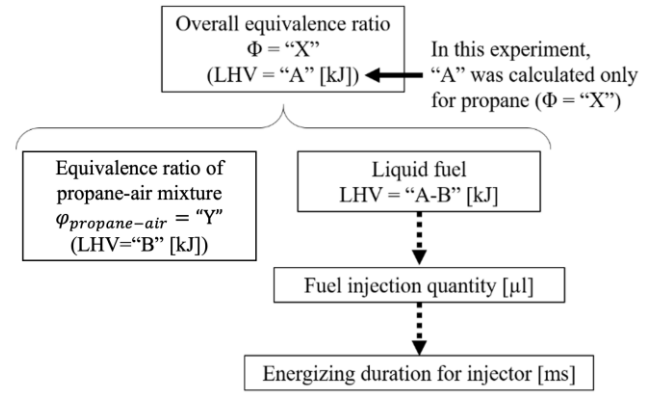 Overall equivalence ratio
Φ = “X”
(LHV = “A” [kJ])
In this experiment,
“A” was calculated only
for propane (Φ = “X”)
Equivalence ratio of
propane-air mixture
φpropane−air = “Y”
(LHV=“B” [kJ])
Liquid fuel
LHV = “A-B” [kJ]
Fuel injection quantity [μl]
Energizing duration for injector [ms]